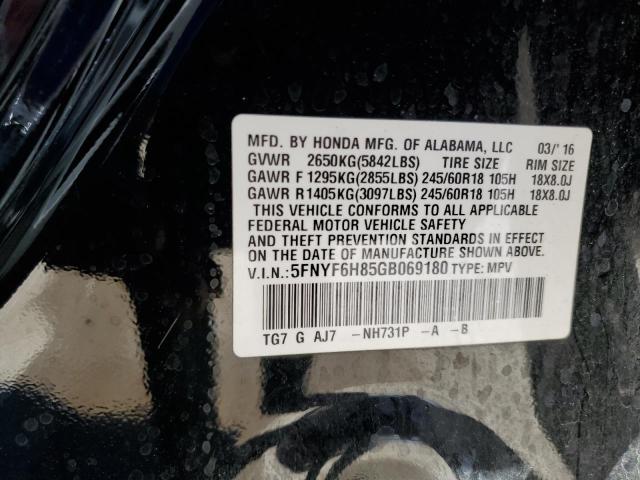 MFD. BY HONDA MFG. OF ALABAMA, LLC 03/'16
GVWR 2650KG(5842LBS) TIRE SIZE RIM SIZE
GAWR F 1295KG(2855LBS) 245/60R18 105H 18X8.0J
GAWR R 1405KG(3097LBS) 245/60R18 105H 18X8.0J
THIS VEHICLE CONFORMS TO ALL APPLICABLE
FEDERAL MOTOR VEHICLE SAFETY
AND THEFT PREVENTION STANDARDS IN EFFECT
ON THE DATE OF MANUFACTURE SHOWN ABOVE.
V.I.N.: 5FNYF6H85GB069180 TYPE: MPV
TG7 G AJ7 -NH731P -A -B